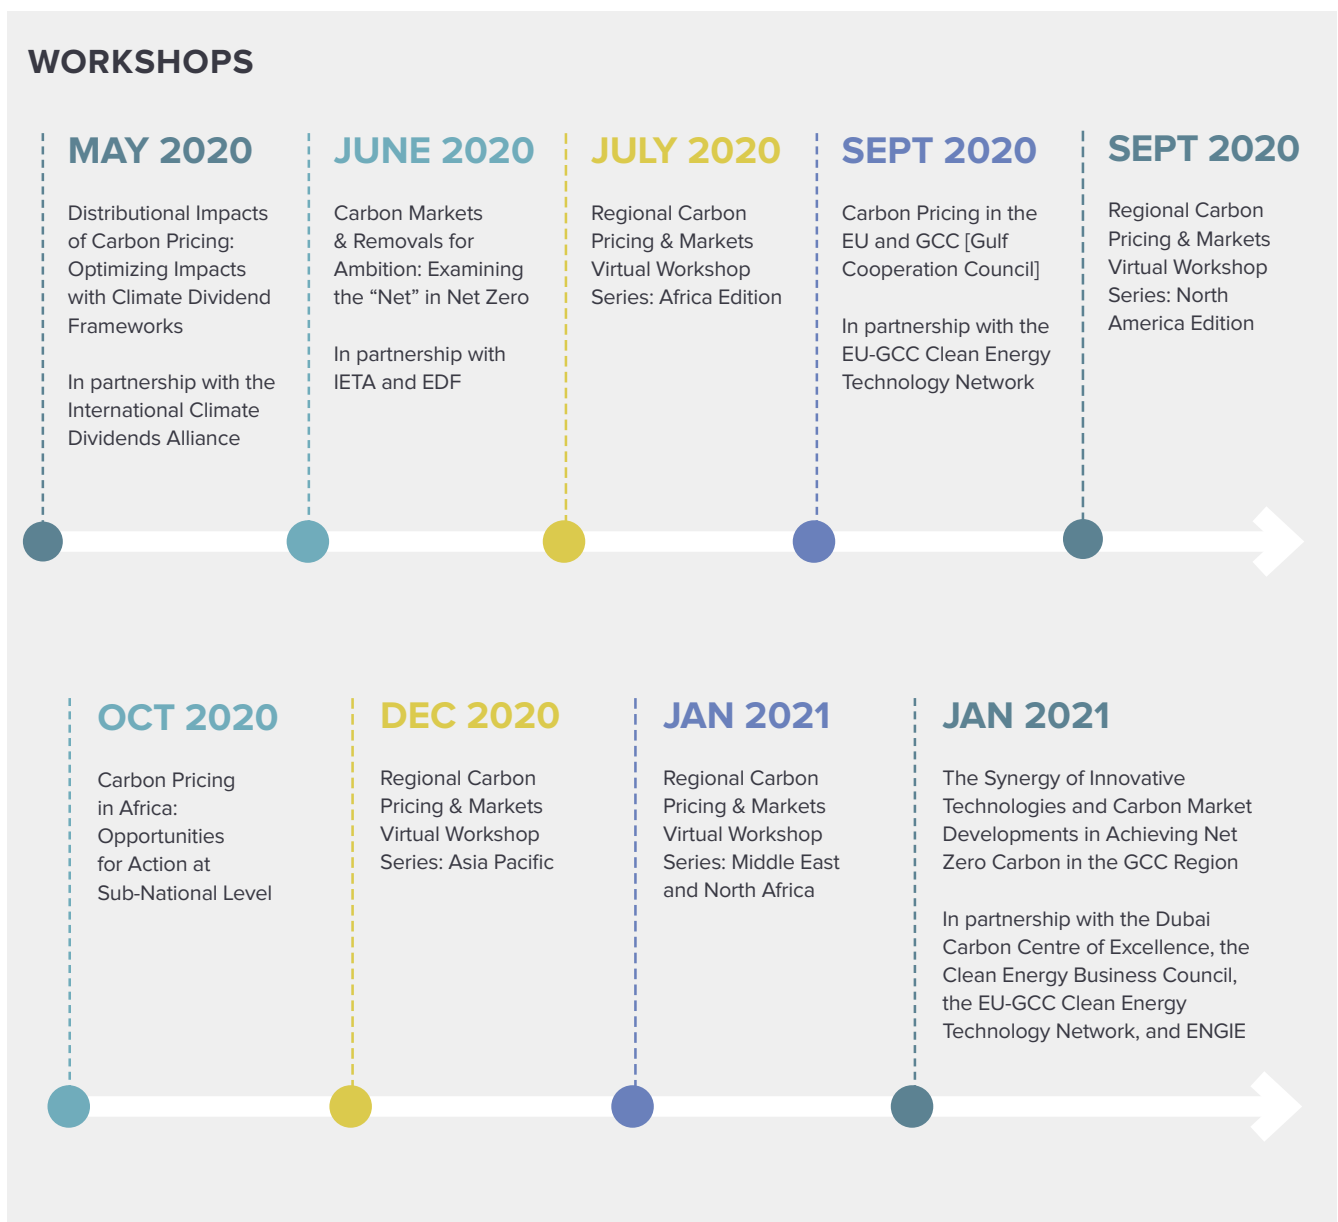 WORKSHOPS
MAY 2020
Distributional Impacts
of Carbon Pricing:
Optimizing Impacts
with Climate Dividend
Frameworks
In partnership with the
International Climate
Dividends Alliance
JUNE 2020
Carbon Markets
& Removals for
Ambition: Examining
the “Net” in Net Zero
In partnership with
IETA and EDF
JULY 2020
Regional Carbon
Pricing & Markets
Virtual Workshop
Series: Africa Edition
SEPT 2020
Carbon Pricing in the
EU and GCC [Gulf
Cooperation Council]
In partnership with the
EU-GCC Clean Energy
Technology Network
SEPT 2020
Regional Carbon
Pricing & Markets
Virtual Workshop
Series: North
America Edition
OCT 2020
Carbon Pricing
in Africa:
Opportunities
for Action at
Sub-National Level
DEC 2020
Regional Carbon
Pricing & Markets
Virtual Workshop
Series: Asia Pacific
JAN 2021
Regional Carbon
Pricing & Markets
Virtual Workshop
Series: Middle East
and North Africa
JAN 2021
The Synergy of Innovative
Technologies and Carbon Market
Developments in Achieving Net
Zero Carbon in the GCC Region
In partnership with the Dubai
Carbon Centre of Excellence, the
Clean Energy Business Council,
the EU-GCC Clean Energy
Technology Network, and ENGIE